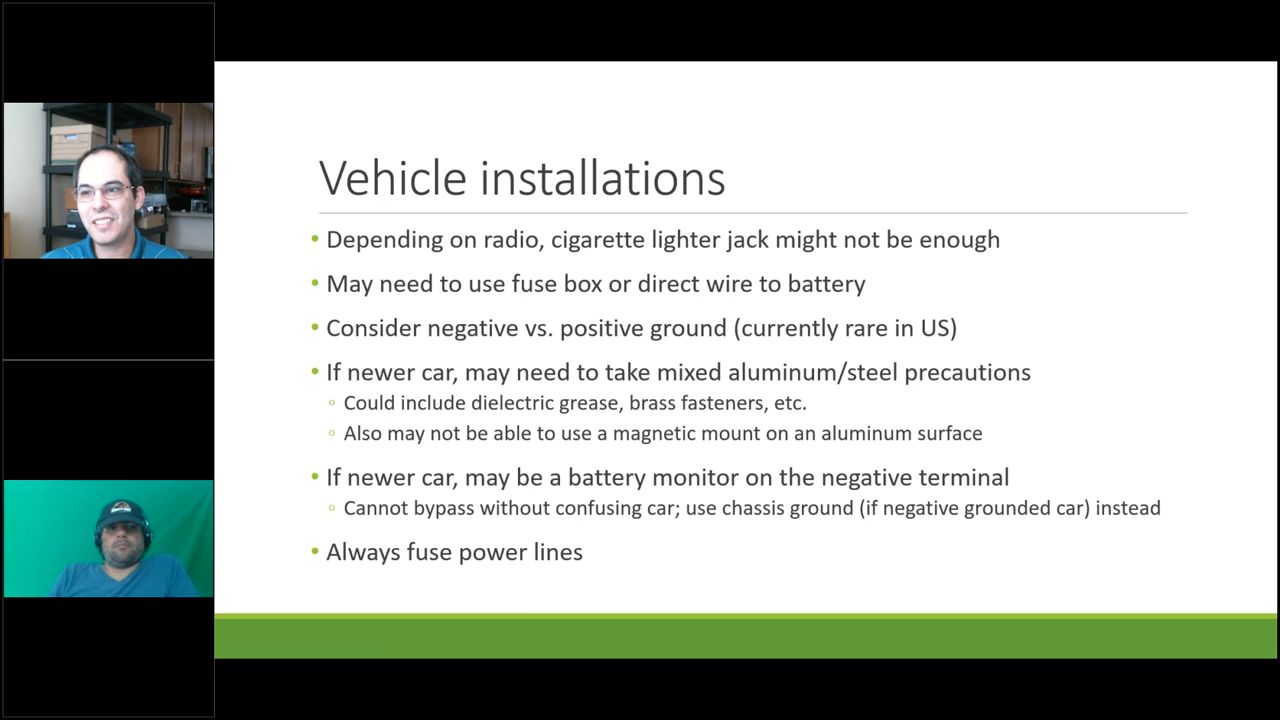 Vehicle installations
• Depending on radio, cigarette lighter jack might not be enough
• May need to use fuse box or direct wire to battery
• Consider negative vs. positive ground (currently rare in US)
• If newer car, may need to take mixed aluminum/steel precautions
◦ Could include dielectric grease, brass fasteners, etc.
◦ Also may not be able to use a magnetic mount on an aluminum surface
• If newer car, may be a battery monitor on the negative terminal
◦ Cannot bypass without confusing car; use chassis ground (if negative grounded car) instead
• Always fuse power lines